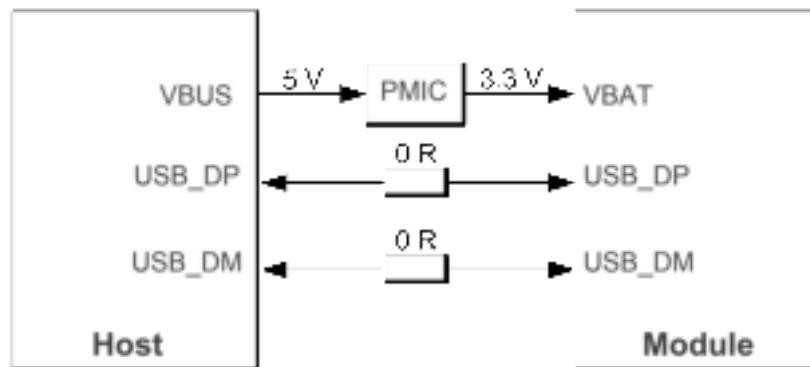 VBUS 5 V PMIC 3.3 V VBAT
0 R
USB_DP USB_DP
0 R
USB_DM USB_DM
Host Module